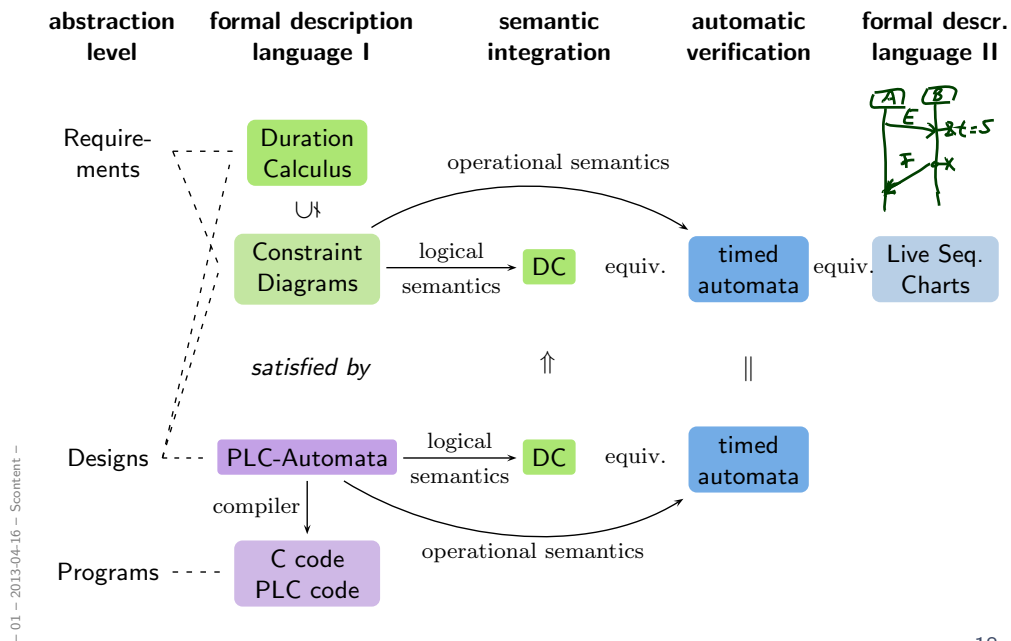 abstraction level
formal description language I
semantic integration
automatic verification
formal descr. language II
A B
E
&t=5
F
x
Require-
ments
Duration
Calculus
operational semantics
∪∤
Constraint
Diagrams
logical
semantics
DC
equiv.
timed
automata
equiv.
Live Seq.
Charts
satisfied by
⇑
||
Designs
PLC-Automata
logical
semantics
DC
equiv.
timed
automata
compiler
operational semantics
Programs
C code
PLC code
– 01 – 2013-04-16 – Scontent –